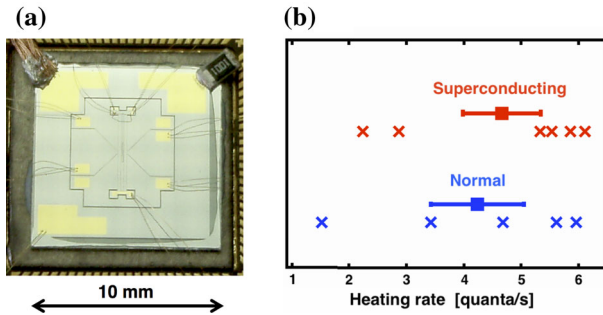 (a)
10 mm
(b)
Superconducting
Normal
1 2 3 4 5 6
Heating rate [quanta/s]